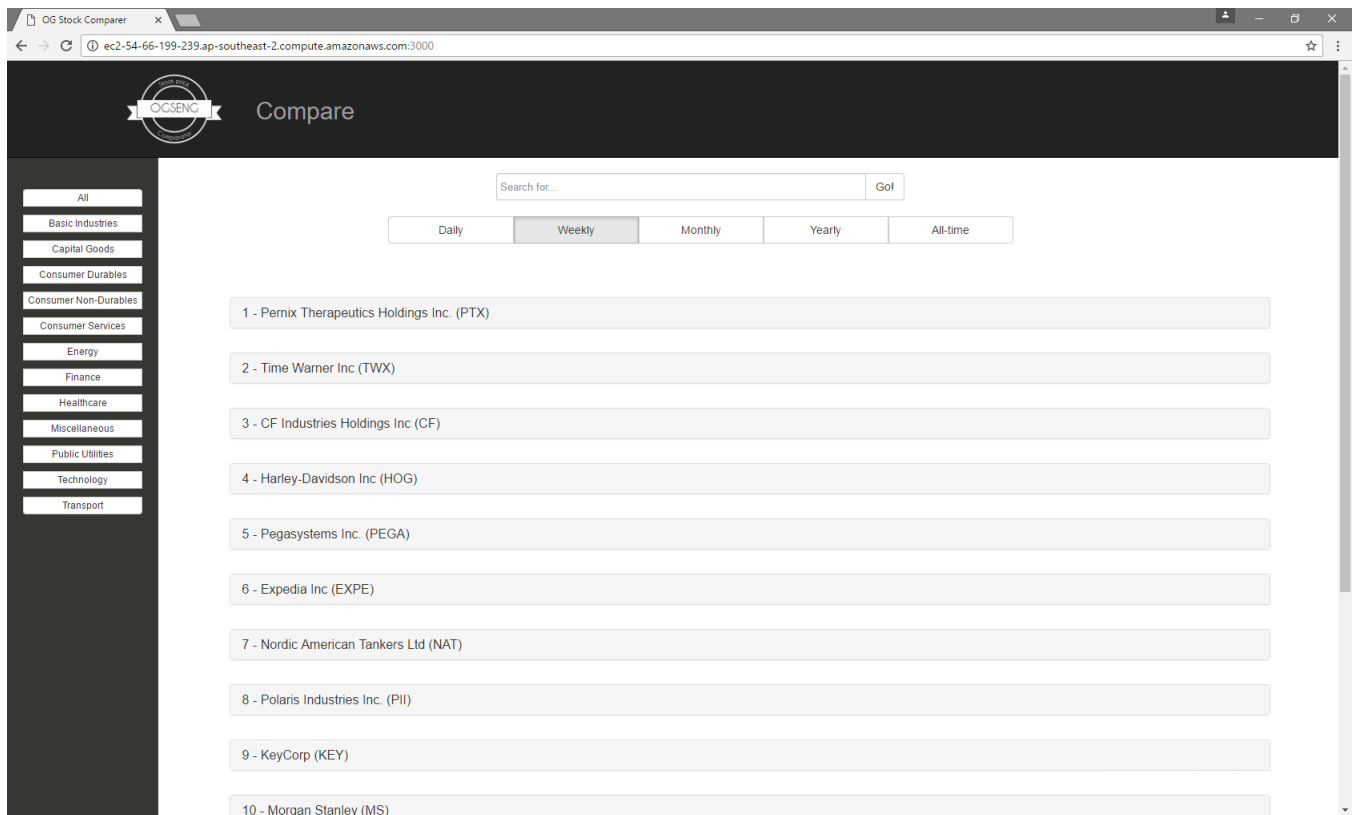 OG Stock Comparer
ec2-54-66-199-239.ap-southeast-2.compute.amazonaws.com:3000
Stock price
OGSENG
Comparator
Compare
Search for...
Go!
Daily Weekly Monthly Yearly All-time
All
Basic Industries
Capital Goods
Consumer Durables
Consumer Non-Durables
Consumer Services
Energy
Finance
Healthcare
Miscellaneous
Public Utilities
Technology
Transport
1 - Pernix Therapeutics Holdings Inc. (PTX)
2 - Time Warner Inc (TWX)
3 - CF Industries Holdings Inc (CF)
4 - Harley-Davidson Inc (HOG)
5 - Pegasystems Inc. (PEGA)
6 - Expedia Inc (EXPE)
7 - Nordic American Tankers Ltd (NAT)
8 - Polaris Industries Inc. (PII)
9 - KeyCorp (KEY)
10 - Morgan Stanley (MS)